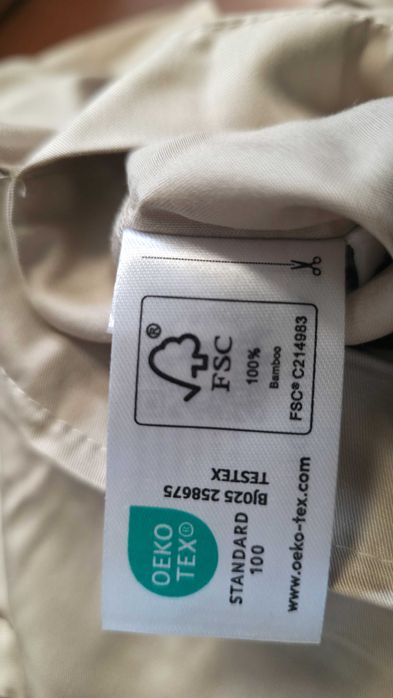 ®
FSC
100%
Bamboo
FSC® C214983
OEKO
TEX®
STANDARD
100
BJ025 258675
TESTEX
www.oeko-tex.com